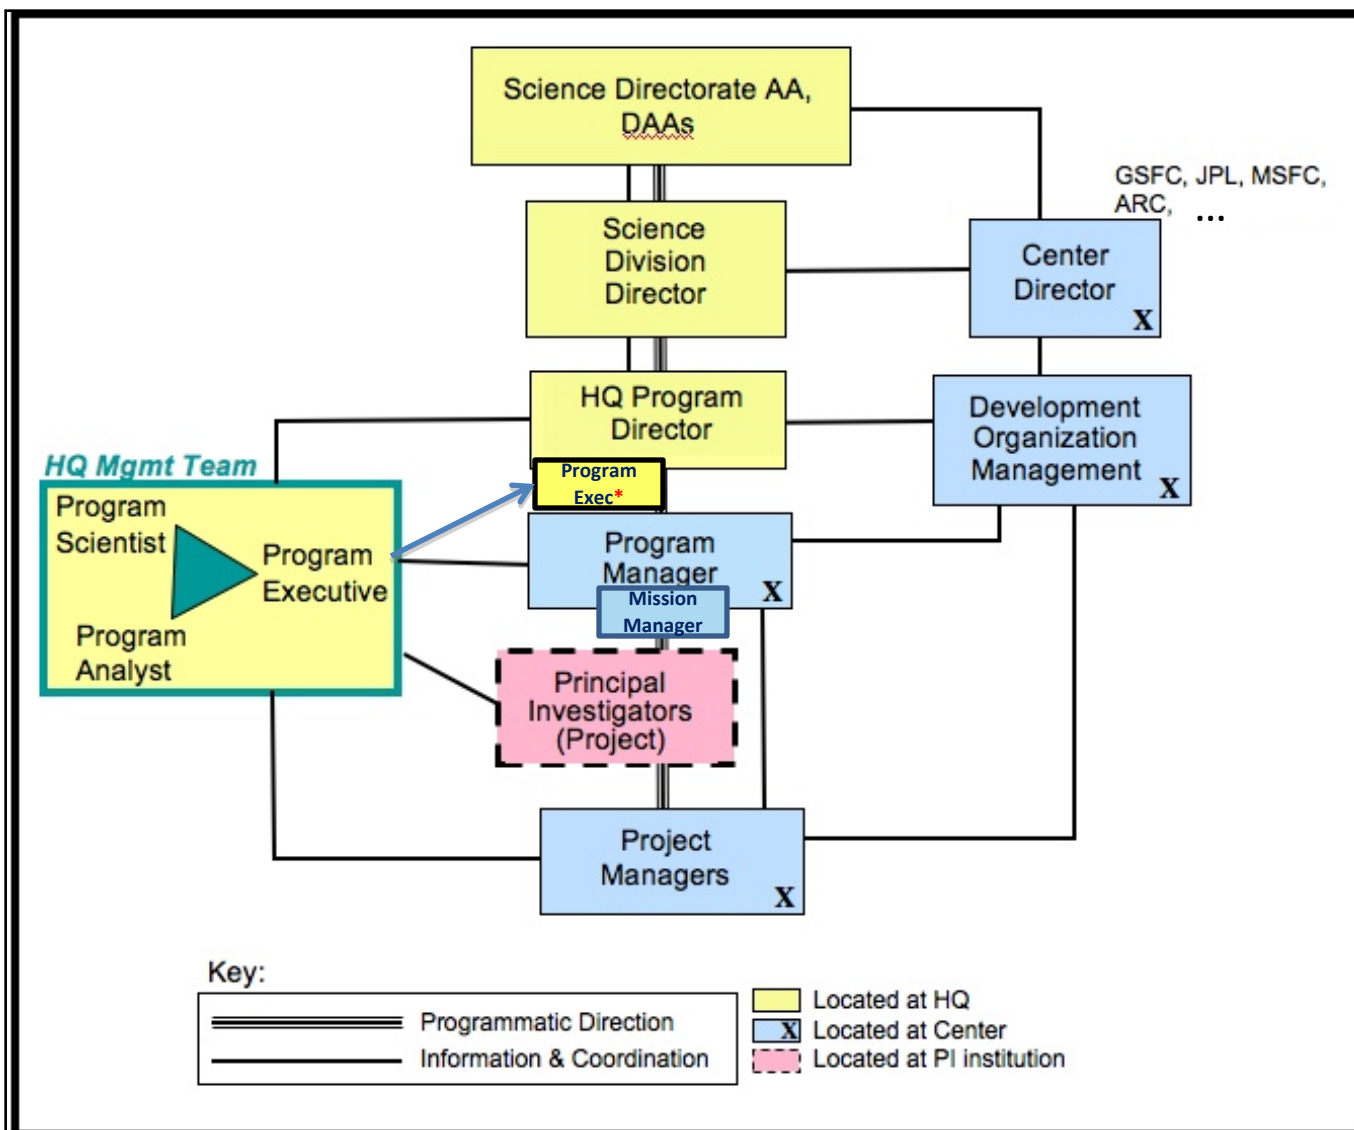 Science Directorate AA,
DAAs
GSFC, JPL, MSFC,
ARC, ...
Science
Division
Director
Center
Director
X
HQ Program
Director
Development
Organization
Management
X
HQ Mgmt Team
Program
Scientist
Program
Executive
Program
Analyst
Program
Exec*
Program
Manager
X
Mission
Manager
Principal
Investigators
(Project)
Project
Managers
X
Key:
Programmatic Direction
Information & Coordination
Located at HQ
X Located at Center
Located at PI institution